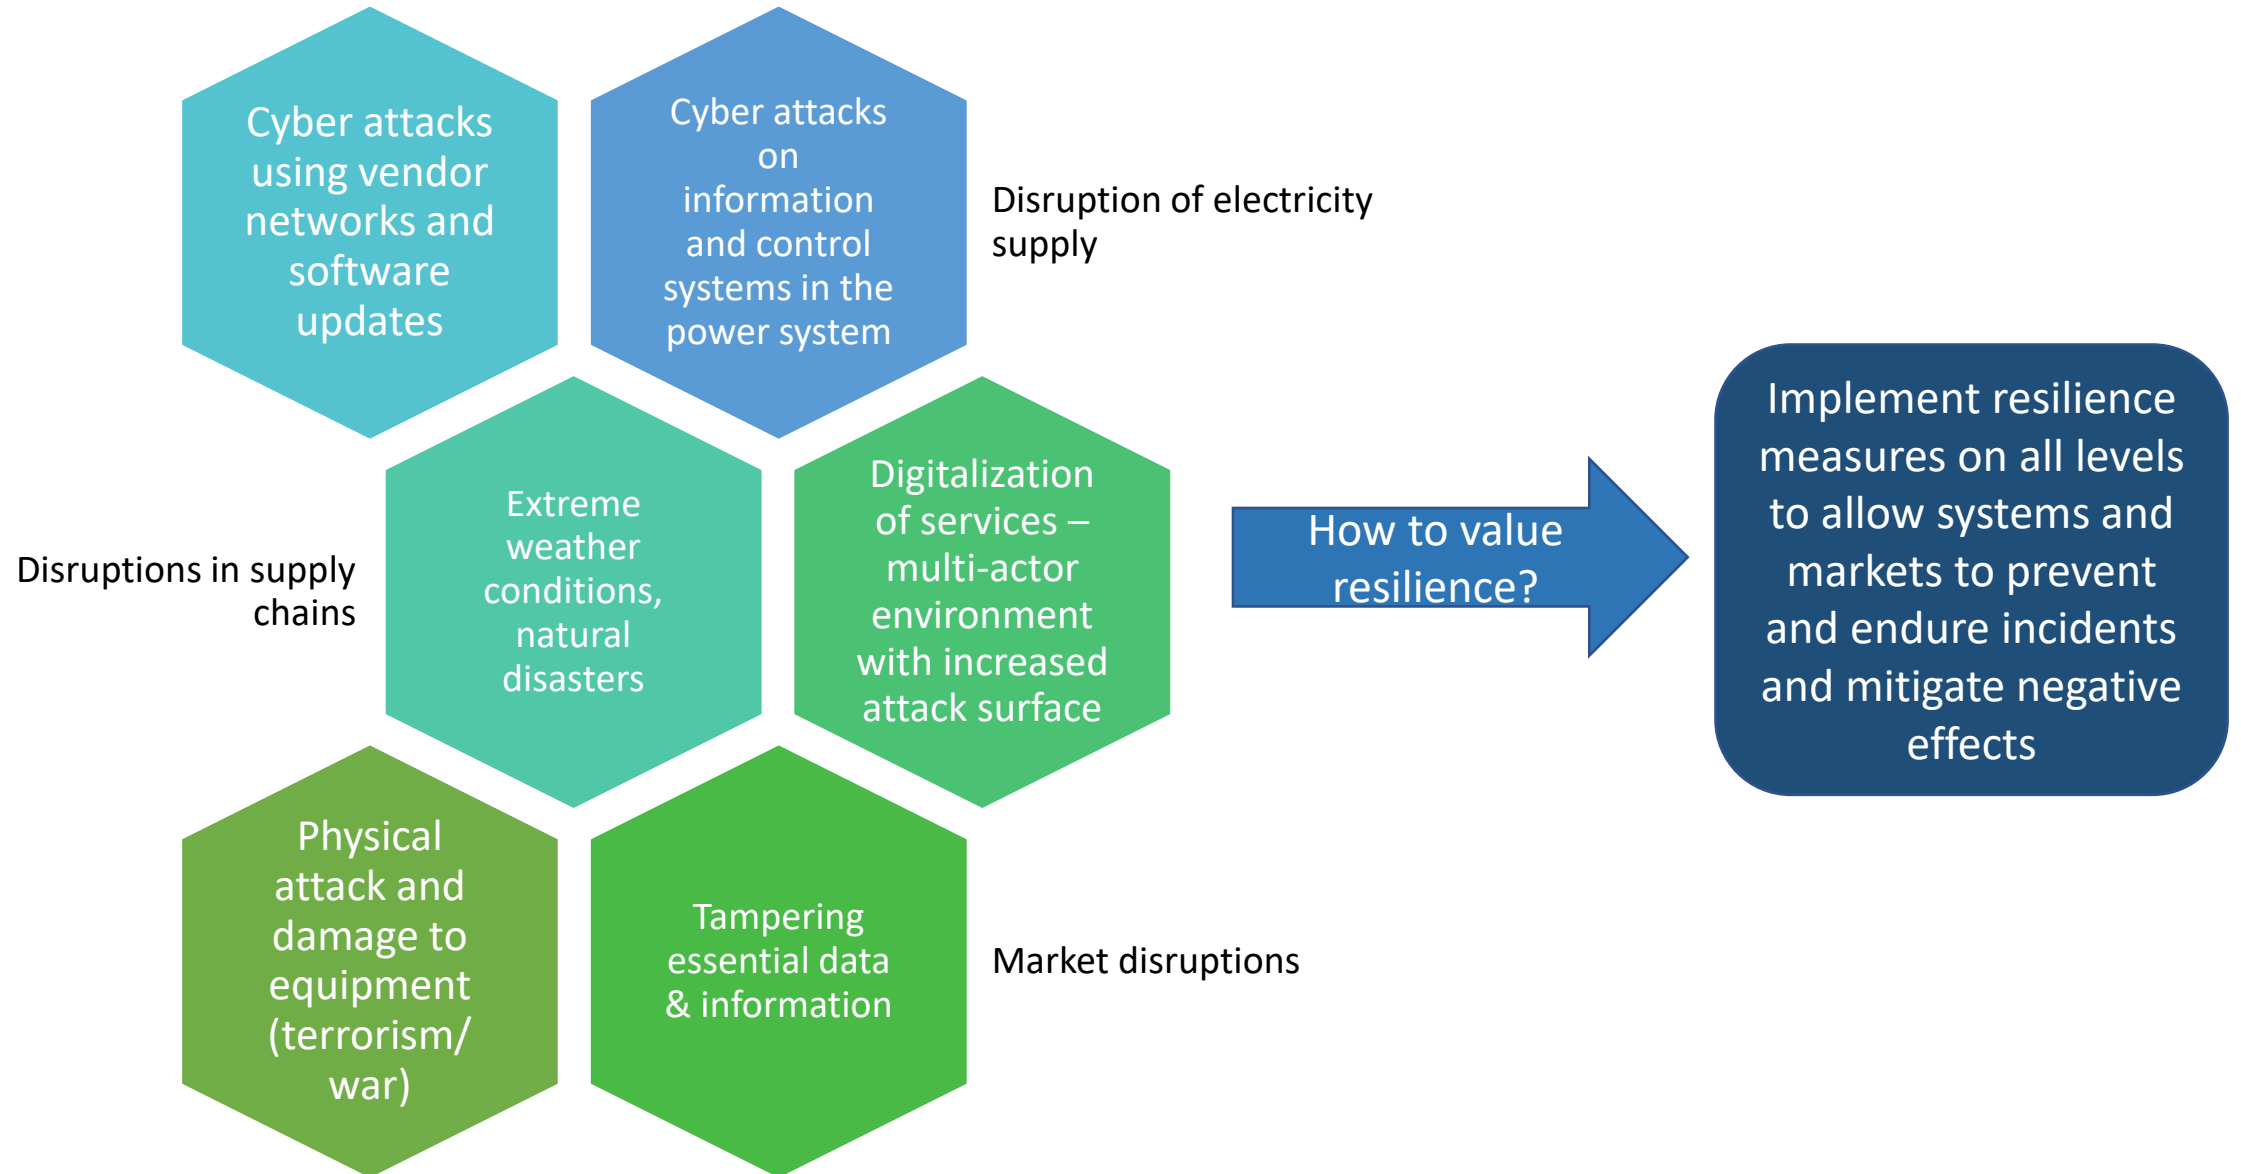 Cyber attacks
using vendor
networks and
software
updates
Cyber attacks
on
information
and control
systems in the
power system
Disruption of electricity
supply
Disruptions in supply
chains
Extreme
weather
conditions,
natural
disasters
Digitalization
of services –
multi-actor
environment
with increased
attack surface
How to value
resilience?
Implement resilience
measures on all levels
to allow systems and
markets to prevent
and endure incidents
and mitigate negative
effects
Physical
attack and
damage to
equipment
(terrorism/
war)
Tampering
essential data
& information
Market disruptions